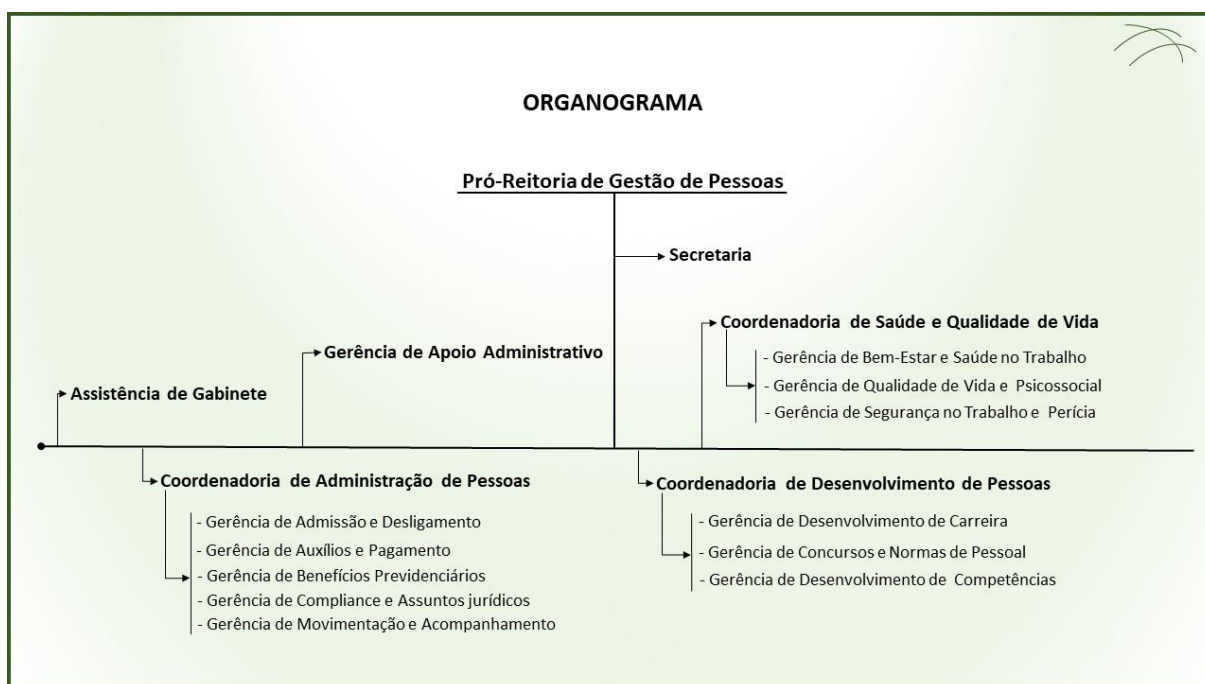 ORGANOGRAMA
Pró-Reitoria de Gestão de Pessoas
Secretaria
Coordenadoria de Saúde e Qualidade de Vida
- Gerência de Bem-Estar e Saúde no Trabalho
- Gerência de Qualidade de Vida e Psicossocial
- Gerência de Segurança no Trabalho e Perícia
Gerência de Apoio Administrativo
Assistência de Gabinete
Coordenadoria de Administração de Pessoas
- Gerência de Admissão e Desligamento
- Gerência de Auxílios e Pagamento
- Gerência de Benefícios Previdenciários
- Gerência de Compliance e Assuntos jurídicos
- Gerência de Movimentação e Acompanhamento
Coordenadoria de Desenvolvimento de Pessoas
- Gerência de Desenvolvimento de Carreira
- Gerência de Concursos e Normas de Pessoal
- Gerência de Desenvolvimento de Competências